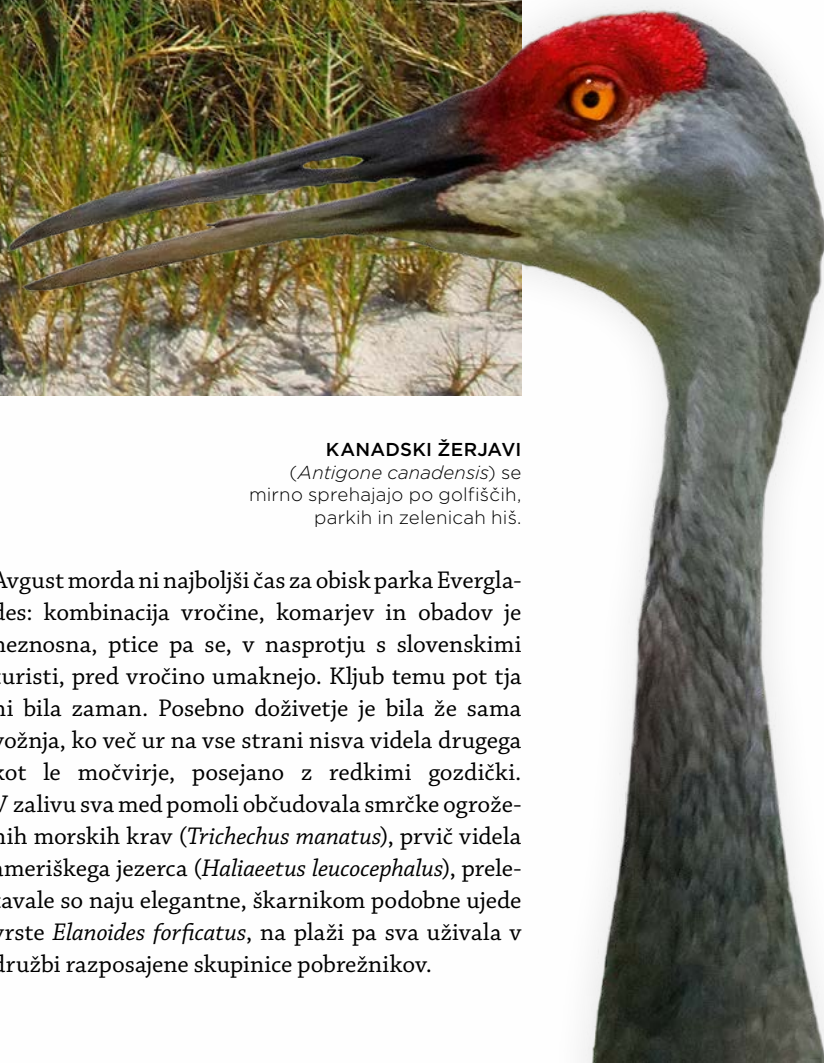 KANADSKI ŽERJAVI
(Antigone canadensis) se
mirno sprehajajo po golfiščih,
parkih in zelenicah hiš.
Avgust morda ni najboljši čas za obisk parka Evergla-
des: kombinacija vročine, komarjev in obadov je
neznosna, ptice pa se, v nasprotju s slovenskimi
turisti, pred vročino umaknejo. Kljub temu pot tja
ni bila zaman. Posebno doživetje je bila že sama
vožnja, ko več ur na vse strani nisva videla drugega
kot le močvirje, posejano z redkimi gozdički.
V zalivu sva med pomoli občudovala smrčke ogrože-
nih morskih krav (Trichechus manatus), prvič videla
ameriškega jezerca (Haliaeetus leucocephalus), prele-
tavale so naju elegantne, škarnikom podobne ujede
vrste Elanoides forficatus, na plaži pa sva uživala v
družbi razposajene skupinice pobrežnikov.